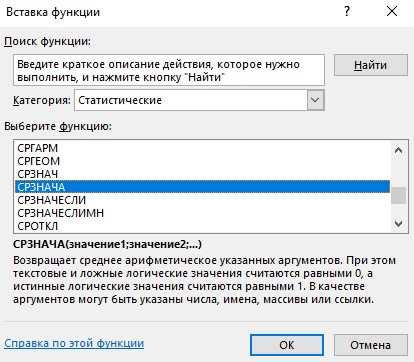 Вставка функции
?
×
Поиск функции:
Введите краткое описание действия, которое нужно
выполнить, и нажмите кнопку "Найти"
Найти
Категория: Статистические
Выберите функцию:
СРГАРМ
СРГЕОМ
СРЗНАЧ
СРЗНАЧА
СРЗНАЧЕСЛИ
СРЗНАЧЕСЛИМН
СРОТКЛ
СРЗНАЧА(значение1;значение2;...)
Возвращает среднее арифметическое указанных аргументов. При этом
текстовые и ложные логические значения считаются равными 0, а
истинные логические значения считаются равными 1. В качестве
аргументов могут быть указаны числа, имена, массивы или ссылки.
Справка по этой функции
ОК
Отмена